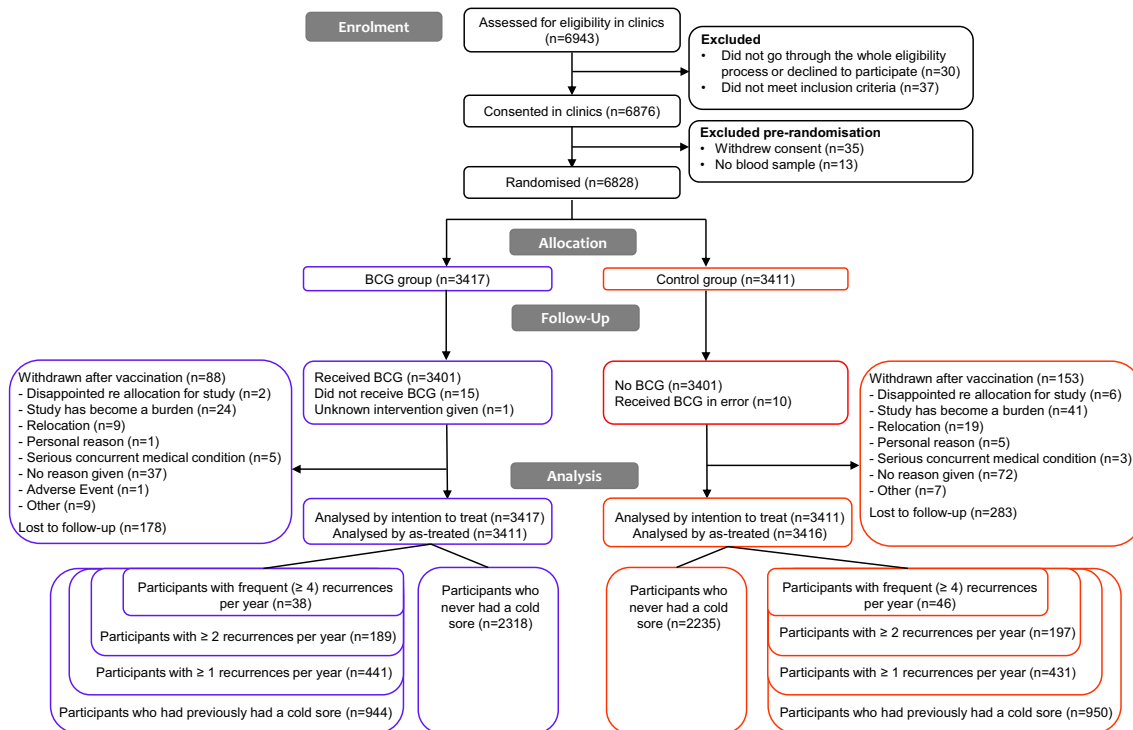 Enrolment
Assessed for eligibility in clinics
(n=6943)
Excluded
• Did not go through the whole eligibility
process or declined to participate (n=30)
• Did not meet inclusion criteria (n=37)
Consented in clinics (n=6876)
Excluded pre-randomisation
• Withdrew consent (n=35)
• No blood sample (n=13)
Randomised (n=6828)
Allocation
BCG group (n=3417)
Control group (n=3411)
Follow-Up
Withdrawn after vaccination (n=88)
- Disappointed re allocation for study (n=2)
- Study has become a burden (n=24)
- Relocation (n=9)
- Personal reason (n=1)
- Serious concurrent medical condition (n=5)
- No reason given (n=37)
- Adverse Event (n=1)
- Other (n=9)
Lost to follow-up (n=178)
Received BCG (n=3401)
Did not receive BCG (n=15)
Unknown intervention given (n=1)
No BCG (n=3401)
Received BCG in error (n=10)
Withdrawn after vaccination (n=153)
- Disappointed re allocation for study (n=6)
- Study has become a burden (n=41)
- Relocation (n=19)
- Personal reason (n=5)
- Serious concurrent medical condition (n=3)
- No reason given (n=72)
- Other (n=7)
Lost to follow-up (n=283)
Analysis
Analysed by intention to treat (n=3417)
Analysed by as-treated (n=3411)
Analysed by intention to treat (n=3411)
Analysed by as-treated (n=3416)
Participants with frequent (≥ 4) recurrences
per year (n=38)
Participants with ≥ 2 recurrences per year (n=189)
Participants with ≥ 1 recurrences per year (n=441)
Participants who had previously had a cold sore (n=944)
Participants who
never had a cold
sore (n=2318)
Participants who
never had a cold
sore (n=2235)
Participants with frequent (≥ 4) recurrences
per year (n=46)
Participants with ≥ 2 recurrences per year (n=197)
Participants with ≥ 1 recurrences per year (n=431)
Participants who had previously had a cold sore (n=950)